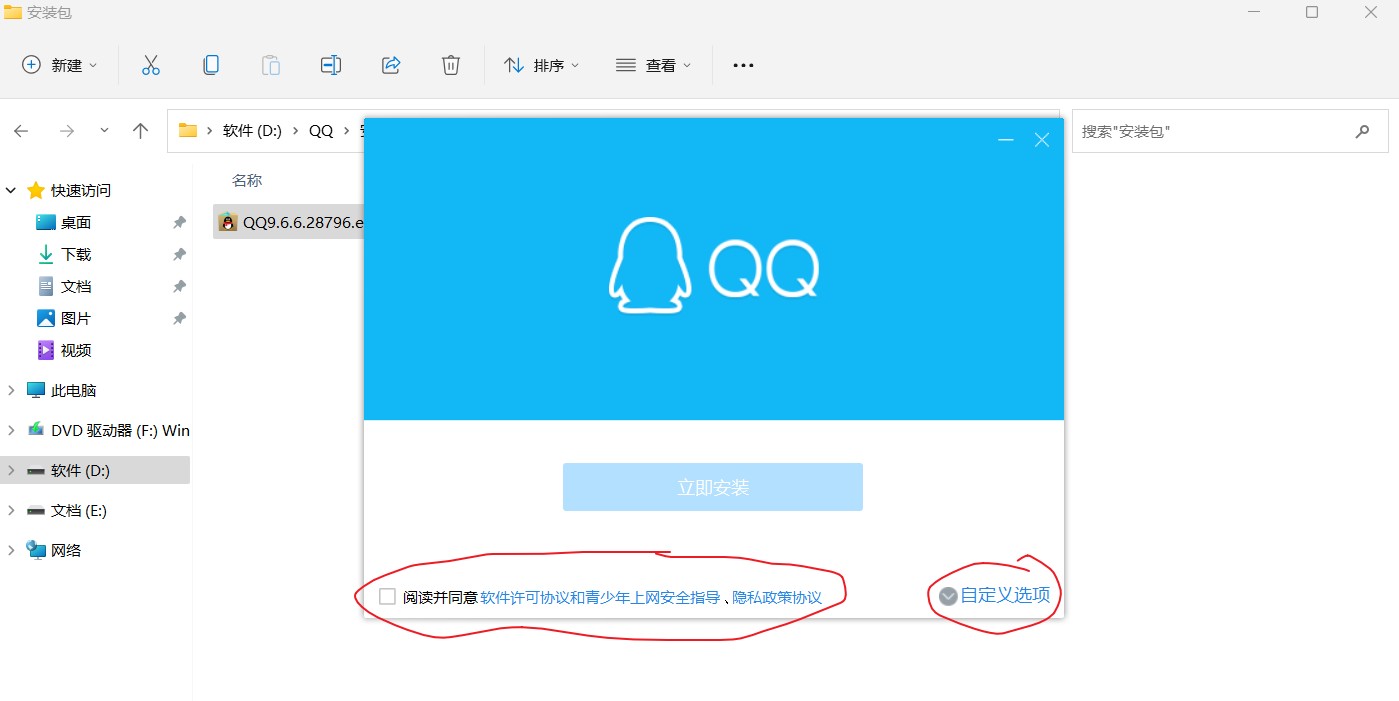 安装包
新建
排序
查看
软件 (D:)
QQ
搜索"安装包"
名称
QQ9.6.6.28796.e
快速访问
桌面
下载
文档
图片
视频
此电脑
DVD 驱动器 (F:) Win
软件 (D:)
文档 (E:)
网络
QQ
立即安装
阅读并同意 软件许可协议和青少年上网安全指导 、隐私政策协议
自定义选项